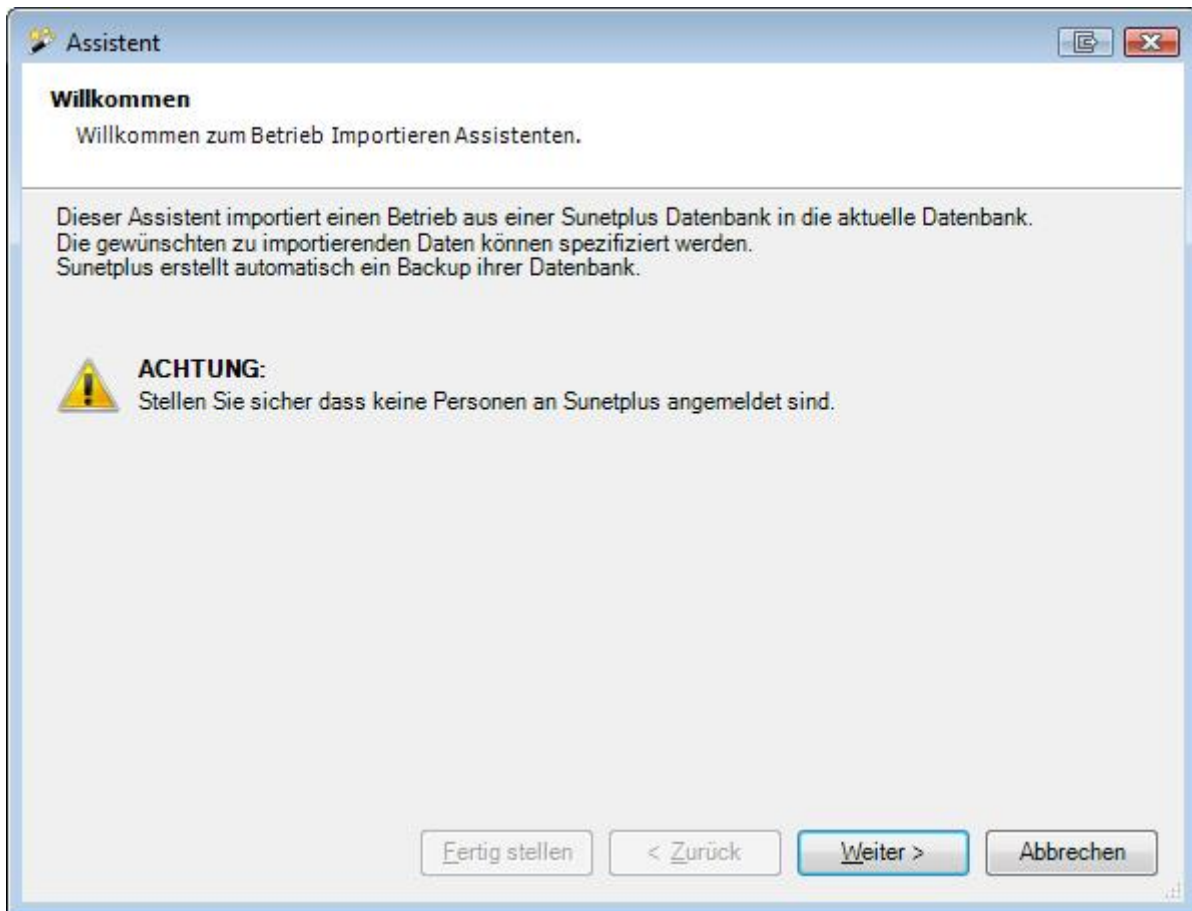 Assistent
Willkommen
Willkommen zum Betrieb Importieren Assistenten.
Dieser Assistent importiert einen Betrieb aus einer Sunetplus Datenbank in die aktuelle Datenbank.
Die gewünschten zu importierenden Daten können spezifiziert werden.
Sunetplus erstellt automatisch ein Backup ihrer Datenbank.
ACHTUNG:
Stellen Sie sicher dass keine Personen an Sunetplus angemeldet sind.
Fertig stellen < Zurück Weiter > Abbrechen